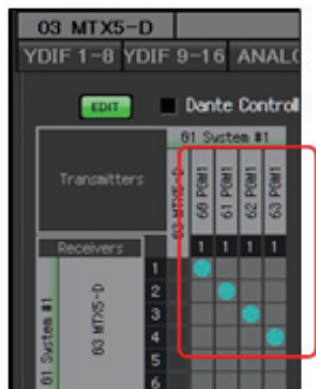 03 MTX5-D
YDIF 1-8 YDIF 9-16 ANALO
EDIT Dante Control
01 System #1
Transmitters
03 MTX5-D
60 PGM1
61 PGM1
62 PGM1
63 PGM1
Receivers
1 1 1 1
01 System #1
03 MTX5-D
1
2
3
4
5
6